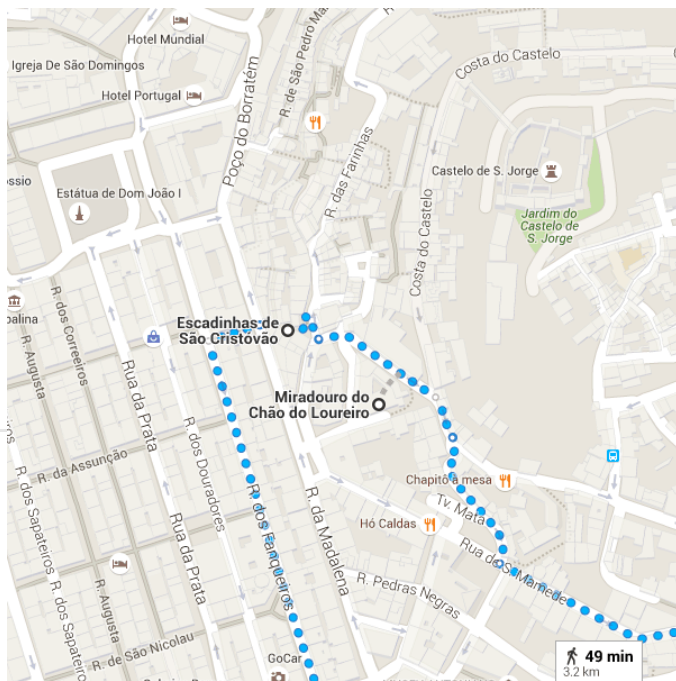 Hotel Mundial
Igreja De São Domingos
Hotel Portugal
Poço do Borratém
R. de São Pedro Ma
R. das Farinhas
Costa do Castelo
Castelo de S. Jorge
Jardim do
Castelo de
S. Jorge
Costa do Castelo
ossio
Estátua de Dom João I
palina
R. dos Correeiros
R. Augusta
Rua da Prata
Escadinhas de
São Cristóvão
Miradouro do
Chão do Loureiro
R. da Assunção
R. dos Sapateiros
R. dos Douradores
R. dos Fanqueiros
R. da Madalena
Chapitô à mesa
Tv. Mata
Hó Caldas
Rua de S. Mamede
R. Pedras Negras
R. dos Sapateiros
R. Augusta
Rua da Prata
R. de São Nicolau
GoCar
49 min
3.2 km